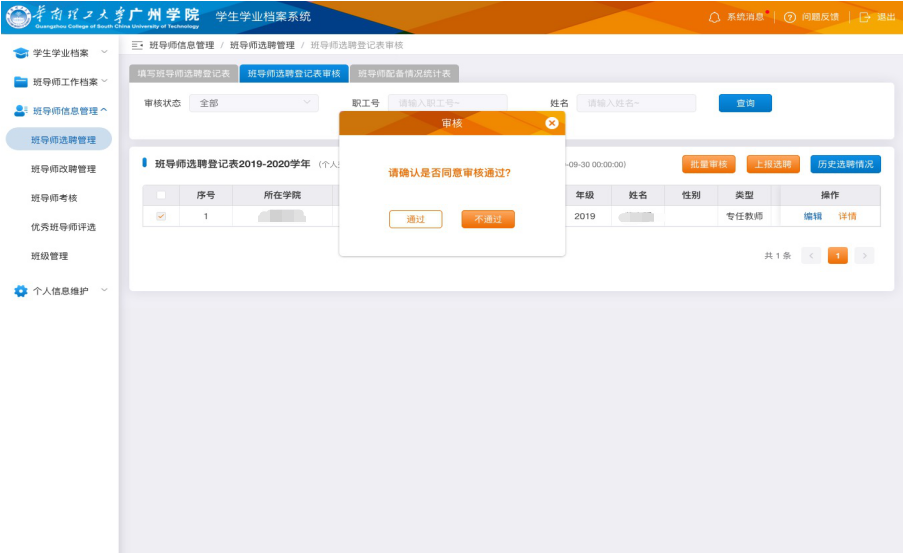 华南理工大学广州学院 学生学业档案系统 系统消息 问题反馈 退出
Guangzhou College of South China University of Technology
学生学业档案
班导师工作档案
班导师信息管理
班导师选聘管理
班导师改聘管理
班导师考核
优秀班导师评选
班级管理
个人信息维护
班导师信息管理 / 班导师选聘管理 / 班导师选聘登记表审核
填写班导师选聘登记表 班导师选聘登记表审核 班导师配备情况统计表
审核状态 全部 职工号 请输入职工号~ 姓名 请输入姓名~ 查询
审核
请确认是否同意审核通过?
通过 不通过
班导师选聘登记表2019-2020学年 (个人 -09-30 00:00:00) 批量审核 上报选聘 历史选聘情况
序号 所在学院 年级 姓名 性别 类型 操作
1 2019 专任教师 编辑 详情
共 1 条 < 1 >